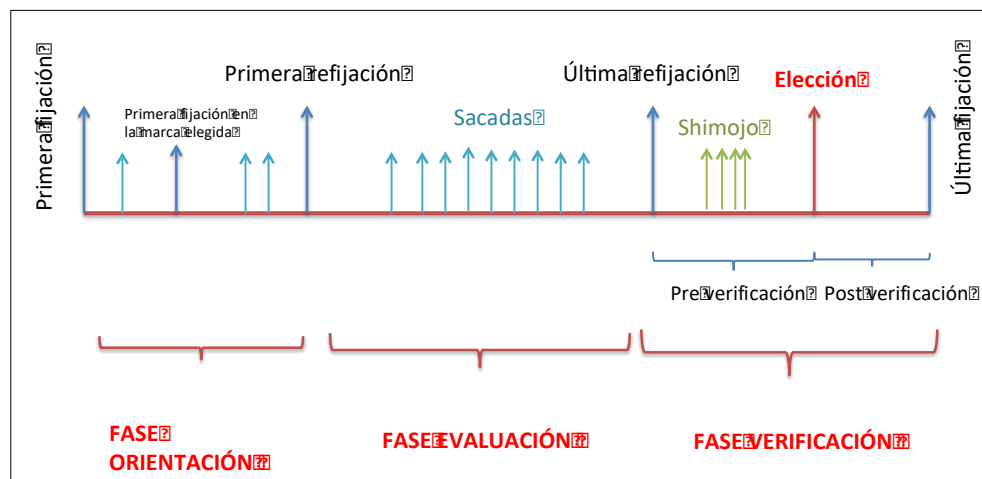 Primera fijación
Primera refijación
Última refijación
Elección
Última fijación
Primera fijación en
la marca elegida
Sacadas
Shimojo
Pre verificación
Post verificación
FASE
ORIENTACIÓN
FASE EVALUACIÓN
FASE VERIFICACIÓN